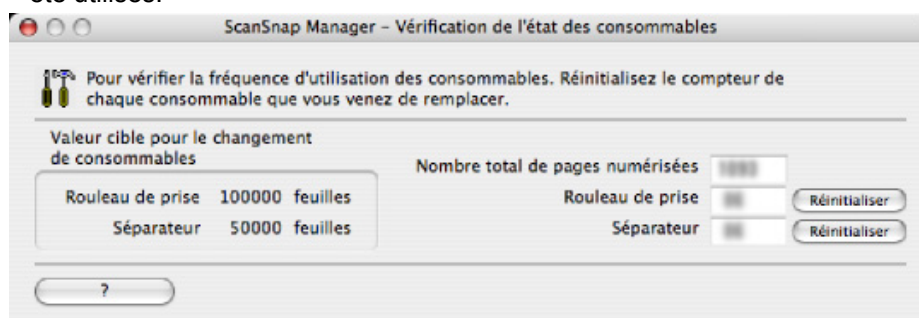 été utilisés.
ScanSnap Manager – Vérification de l'état des consommables
Pour vérifier la fréquence d'utilisation des consommables. Réinitialisez le compteur de
chaque consommable que vous venez de remplacer.
Valeur cible pour le changement
de consommables
Rouleau de prise 100000 feuilles
Séparateur 50000 feuilles
Nombre total de pages numérisées
Rouleau de prise Réinitialiser
Séparateur Réinitialiser
?